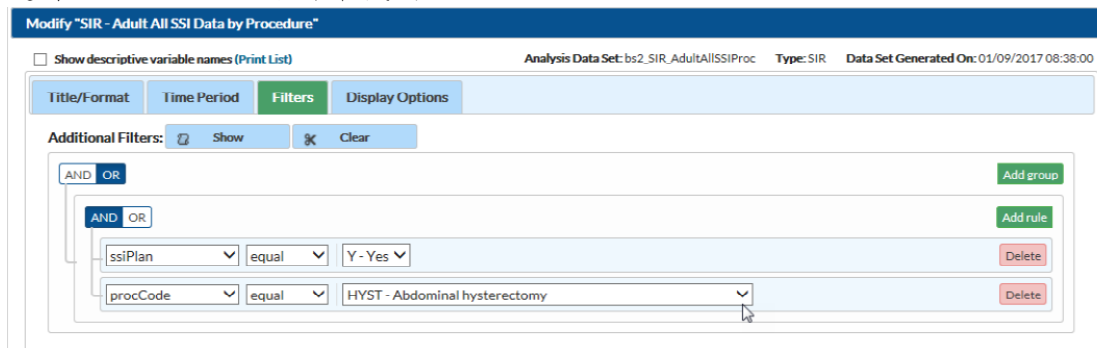 Modify "SIR - Adult All SSI Data by Procedure"
Show descriptive variable names (Print List) Analysis Data Set: bs2_SIR_AdultAllSSIProc Type: SIR Data Set Generated On: 01/09/2017 08:38:00
Title/Format Time Period Filters Display Options
Additional Filters: Show Clear
AND OR Add group
AND OR Add rule
ssiPlan equal Y - Yes Delete
procCode equal HYST - Abdominal hysterectomy Delete